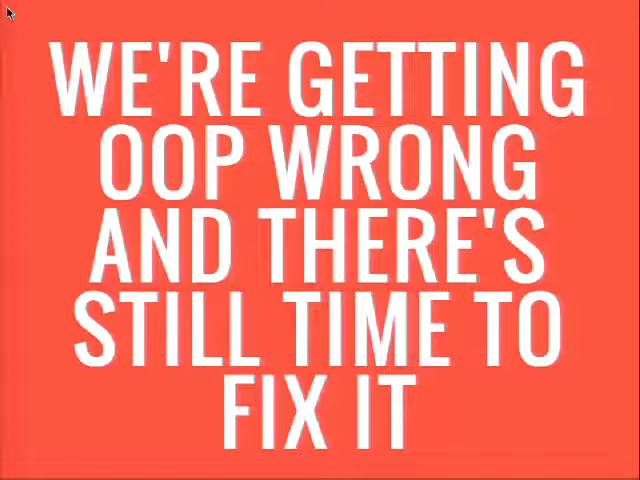 WE'RE GETTING
OOP WRONG
AND THERE'S
STILL TIME TO
FIX IT